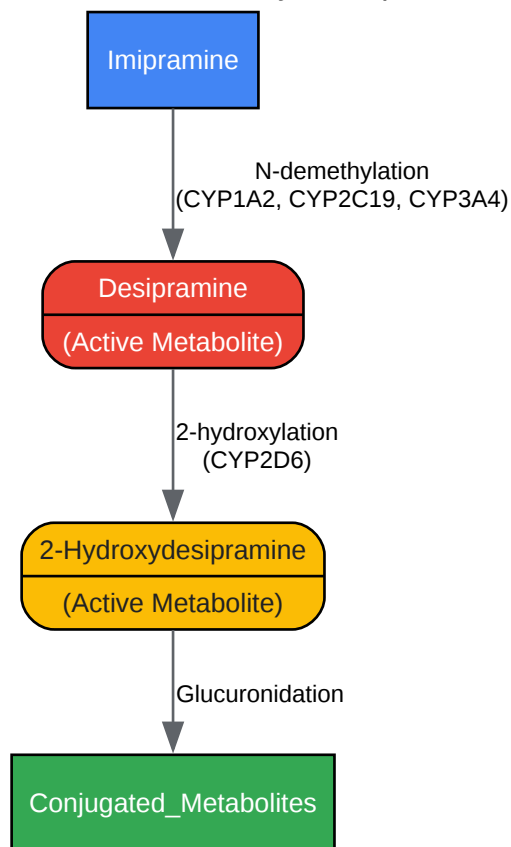 Imipramine
N-demethylation
(CYP1A2, CYP2C19, CYP3A4)
Desipramine
(Active Metabolite)
2-hydroxylation
(CYP2D6)
2-Hydroxydesipramine
(Active Metabolite)
Glucuronidation
Conjugated_Metabolites